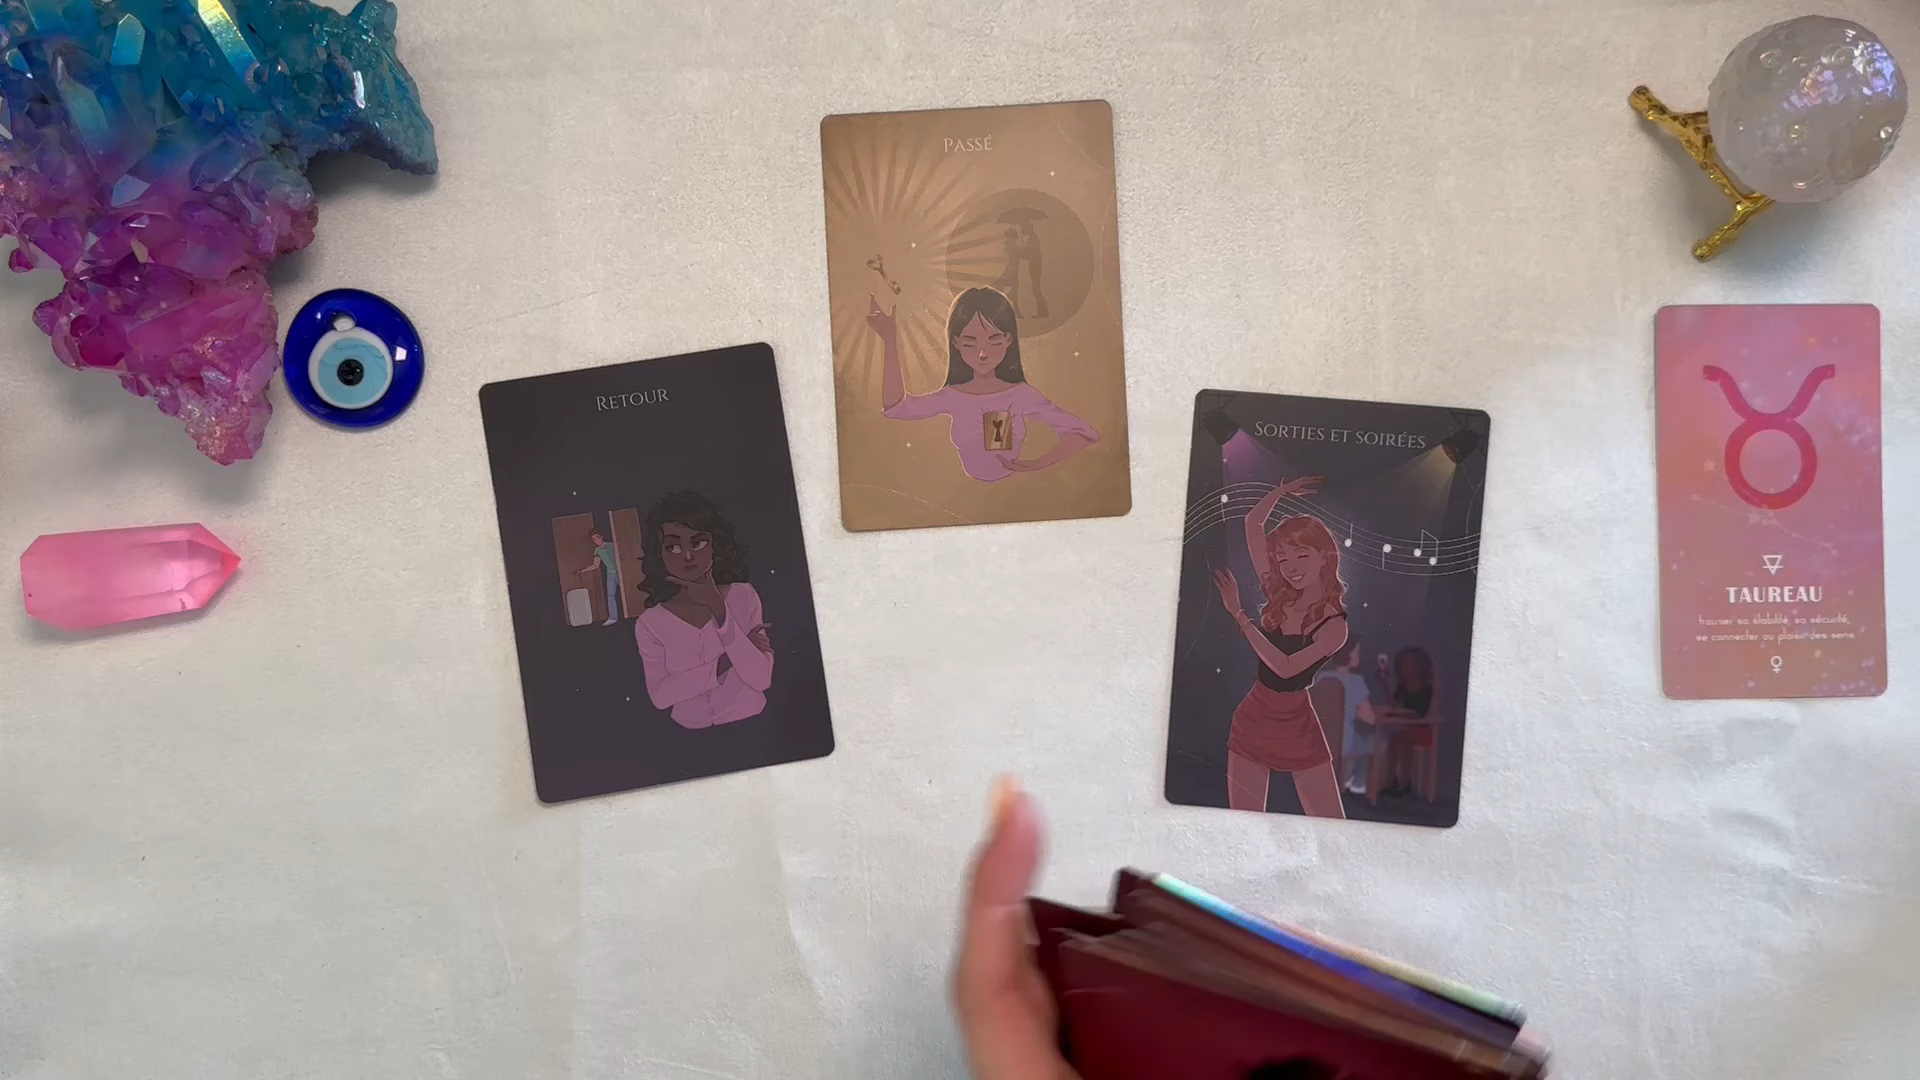 PASSÉ
RETOUR
SORTIES ET SOIRÉES
TAUREAU
trouver sa stabilité, sa sécurité,
se connecter au plaisir des sens